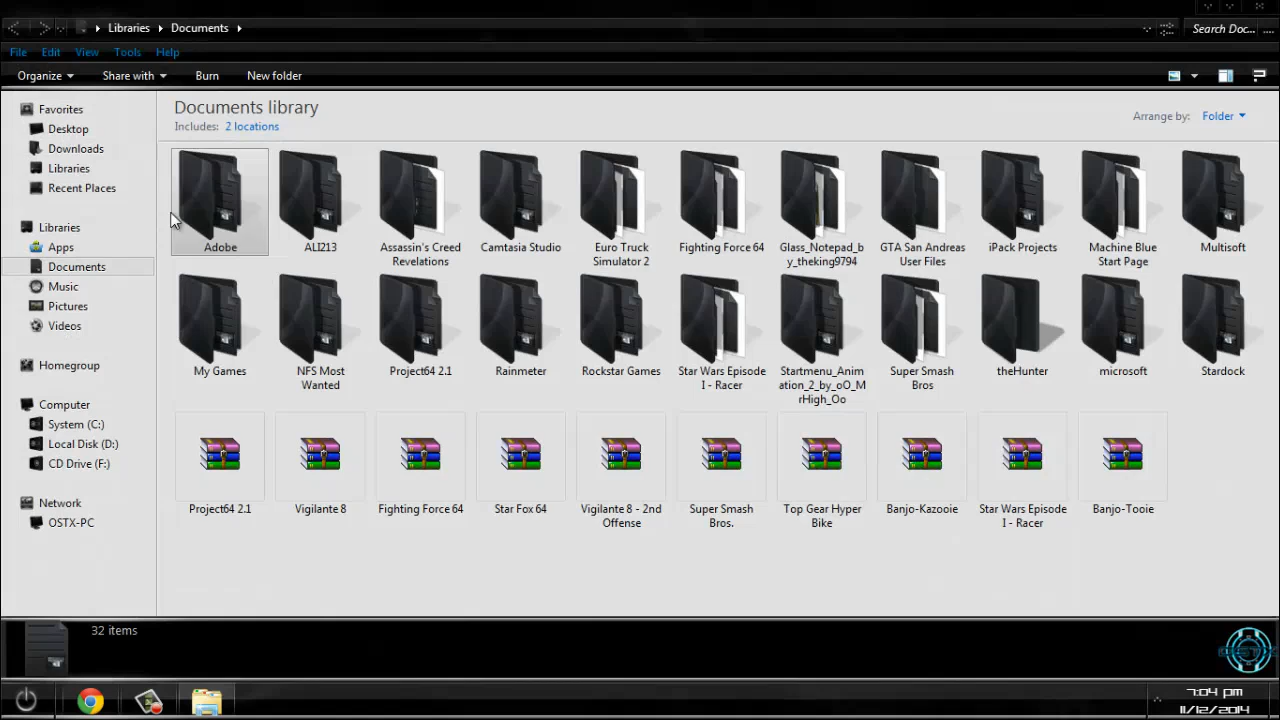 Libraries Documents
Search Doc...
File Edit View Tools Help
Organize Share with Burn New folder
Favorites
Desktop
Downloads
Libraries
Recent Places
Libraries
Apps
Documents
Music
Pictures
Videos
Homegroup
Computer
System (C:)
Local Disk (D:)
CD Drive (F:)
Network
OSTX-PC
Documents library
Includes: 2 locations
Arrange by: Folder
Adobe
ALI213
Assassin's Creed
Revelations
Camtasia Studio
Euro Truck
Simulator 2
Fighting Force 64
Glass_Notepad_b
y_theking9794
GTA San Andreas
User Files
iPack Projects
Machine Blue
Start Page
Multisoft
My Games
NFS Most
Wanted
Project64 2.1
Rainmeter
Rockstar Games
Star Wars Episode
I - Racer
Startmenu_Anim
ation_2_by_oO_M
rHigh_Oo
Super Smash
Bros
theHunter
microsoft
Stardock
Project64 2.1
Vigilante 8
Fighting Force 64
Star Fox 64
Vigilante 8 - 2nd
Offense
Super Smash
Bros.
Top Gear Hyper
Bike
Banjo-Kazooie
Star Wars Episode
I - Racer
Banjo-Tooie
32 items
OSTX
7:04 pm
11/12/2014